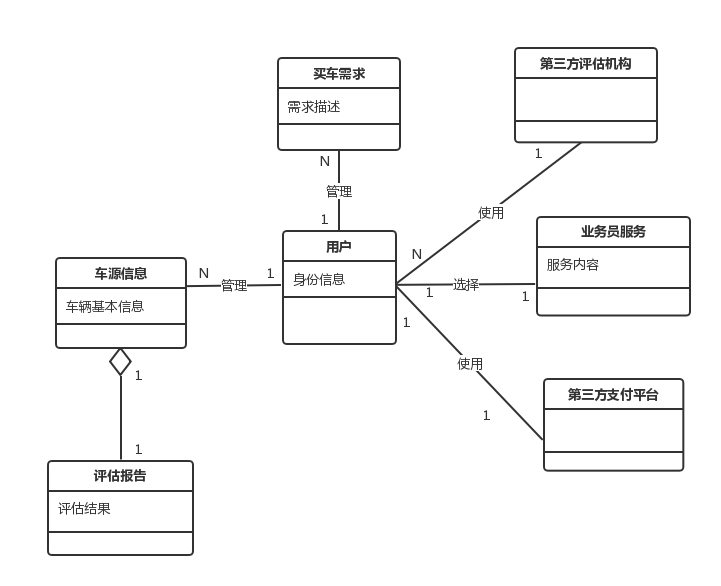 第三方评估机构
买车需求
需求描述
N
1
管理
1
使用
用户
业务员服务
N
身份信息
服务内容
车源信息
N
管理
1
1
选择
1
车辆基本信息
1
使用
1
第三方支付平台
1
1
评估报告
评估结果